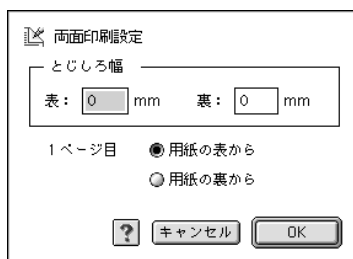 両面印刷設定
とじしろ幅
表： 0 mm 裏： 0 mm
1ページ目 用紙の表から
用紙の裏から
? キャンセル OK